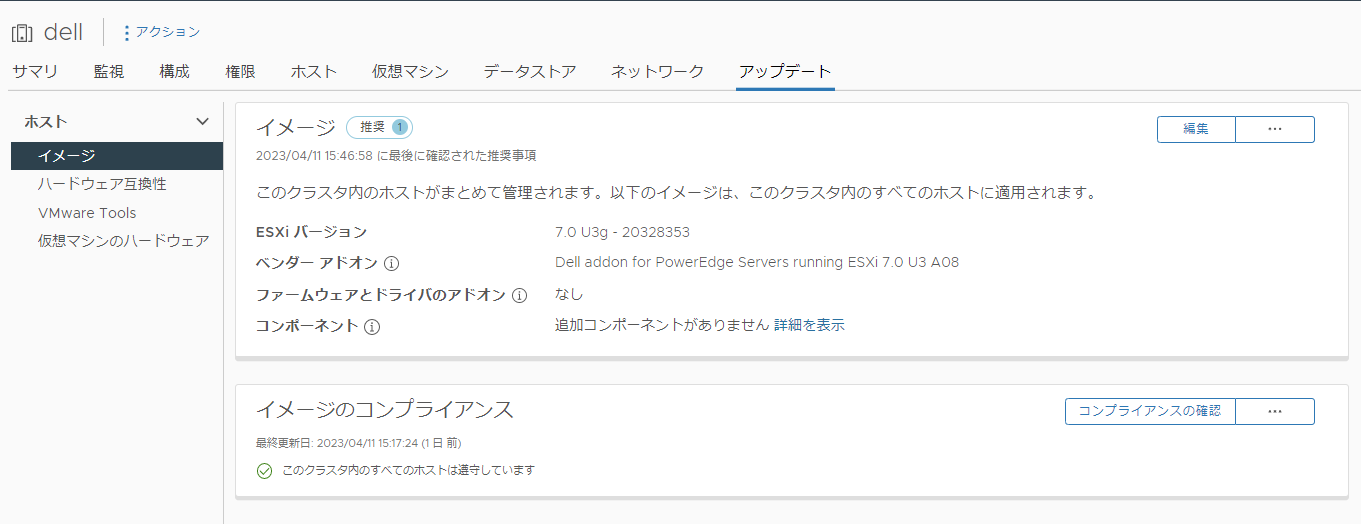 dell アクション
サマリ 監視 構成 権限 ホスト 仮想マシン データストア ネットワーク アップデート
ホスト
イメージ
ハードウェア互換性
VMware Tools
仮想マシンのハードウェア
イメージ 推奨 1
編集 ...
2023/04/11 15:46:58 に最後に確認された推奨事項
このクラスタ内のホストがまとめて管理されます。以下のイメージは、このクラスタ内のすべてのホストに適用されます。
ESXi バージョン 7.0 U3g - 20328353
ベンダー アドオン Dell addon for PowerEdge Servers running ESXi 7.0 U3 A08
ファームウェアとドライバのアドオン なし
コンポーネント 追加コンポーネントがありません 詳細を表示
イメージのコンプライアンス
コンプライアンスの確認 ...
最終更新日: 2023/04/11 15:17:24 (1 日 前)
このクラスタ内のすべてのホストは遵守しています